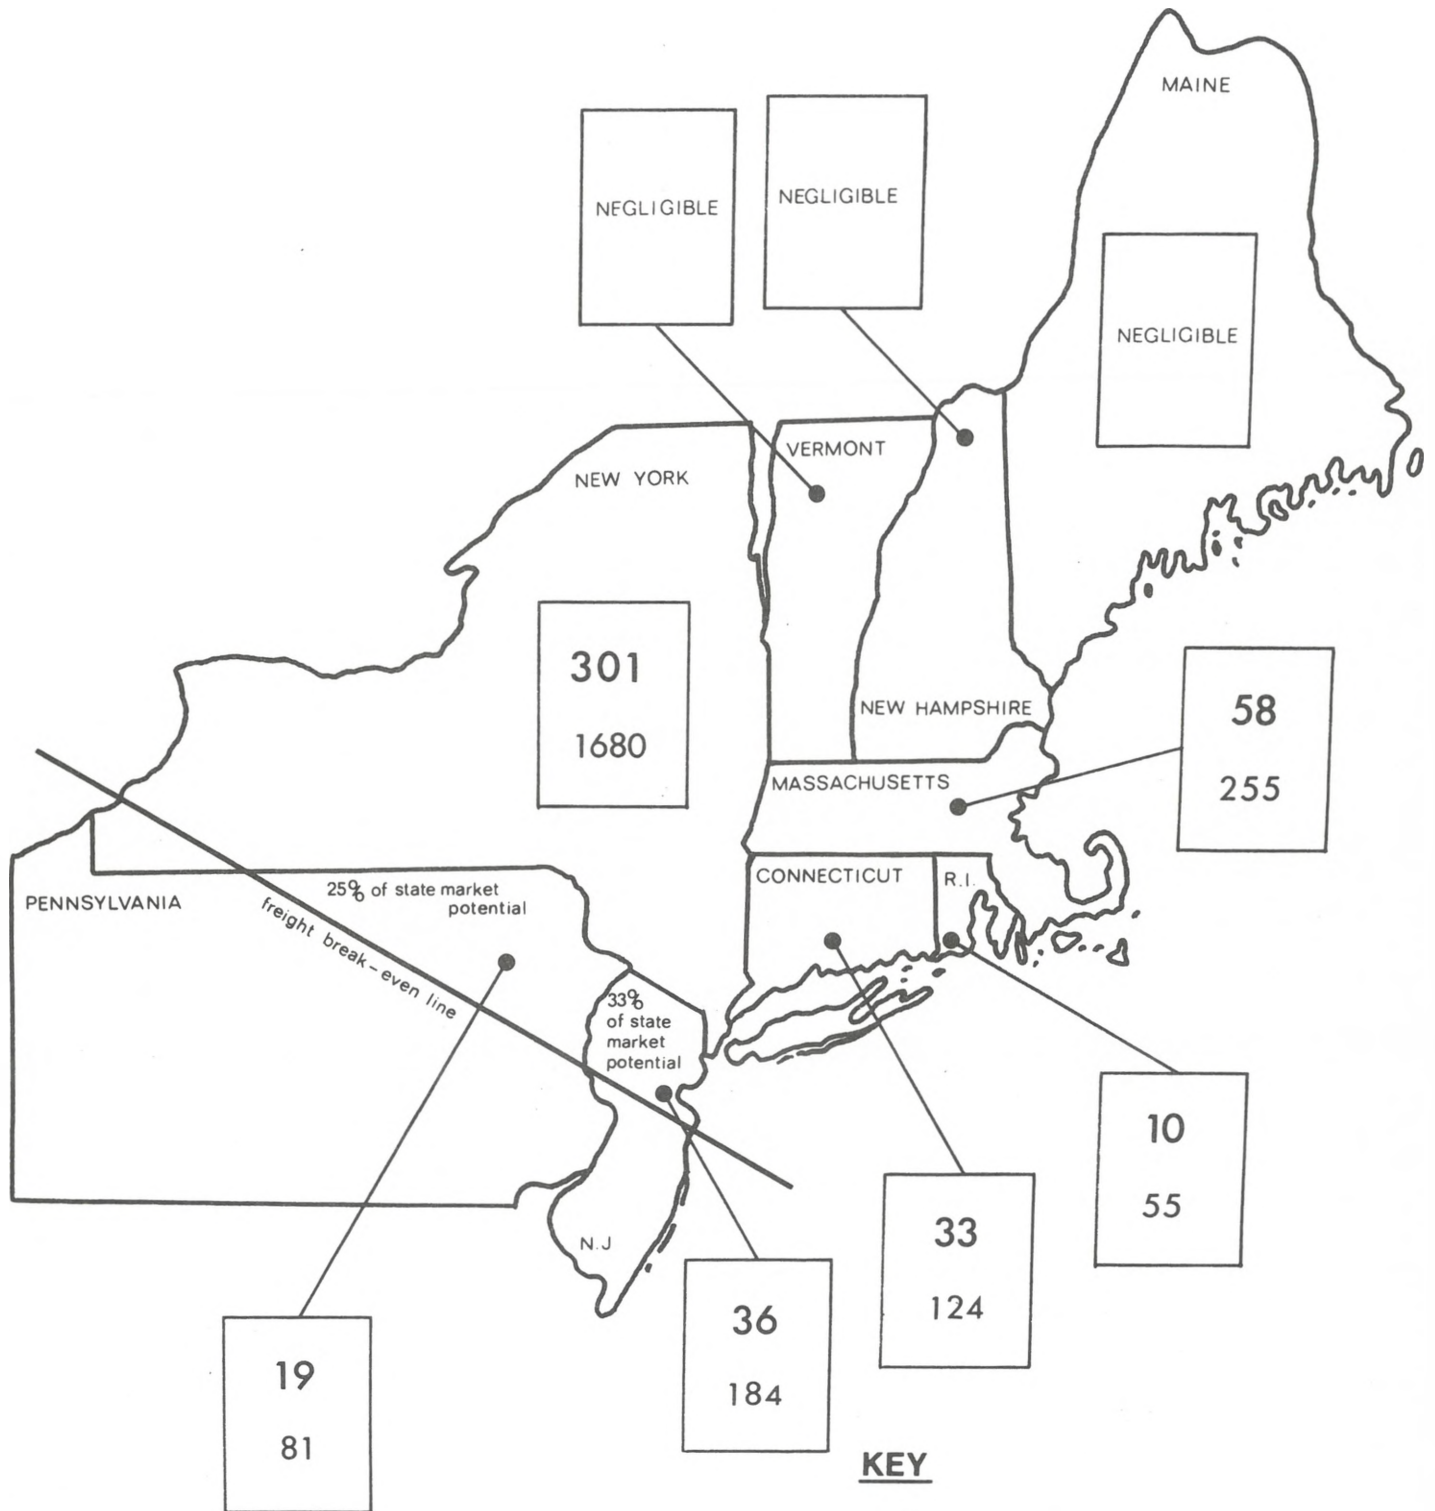 MAINE
NEGLIGIBLE
NEGLIGIBLE
NEGLIGIBLE
VERMONT
NEW YORK
301
1680
NEW HAMPSHIRE
58
255
MASSACHUSETTS
CONNECTICUT
R.I.
PENNSYLVANIA
25% of state market
potential
freight break-even line
33%
of state
market
potential
N.J
10
55
33
124
36
184
19
81
KEY